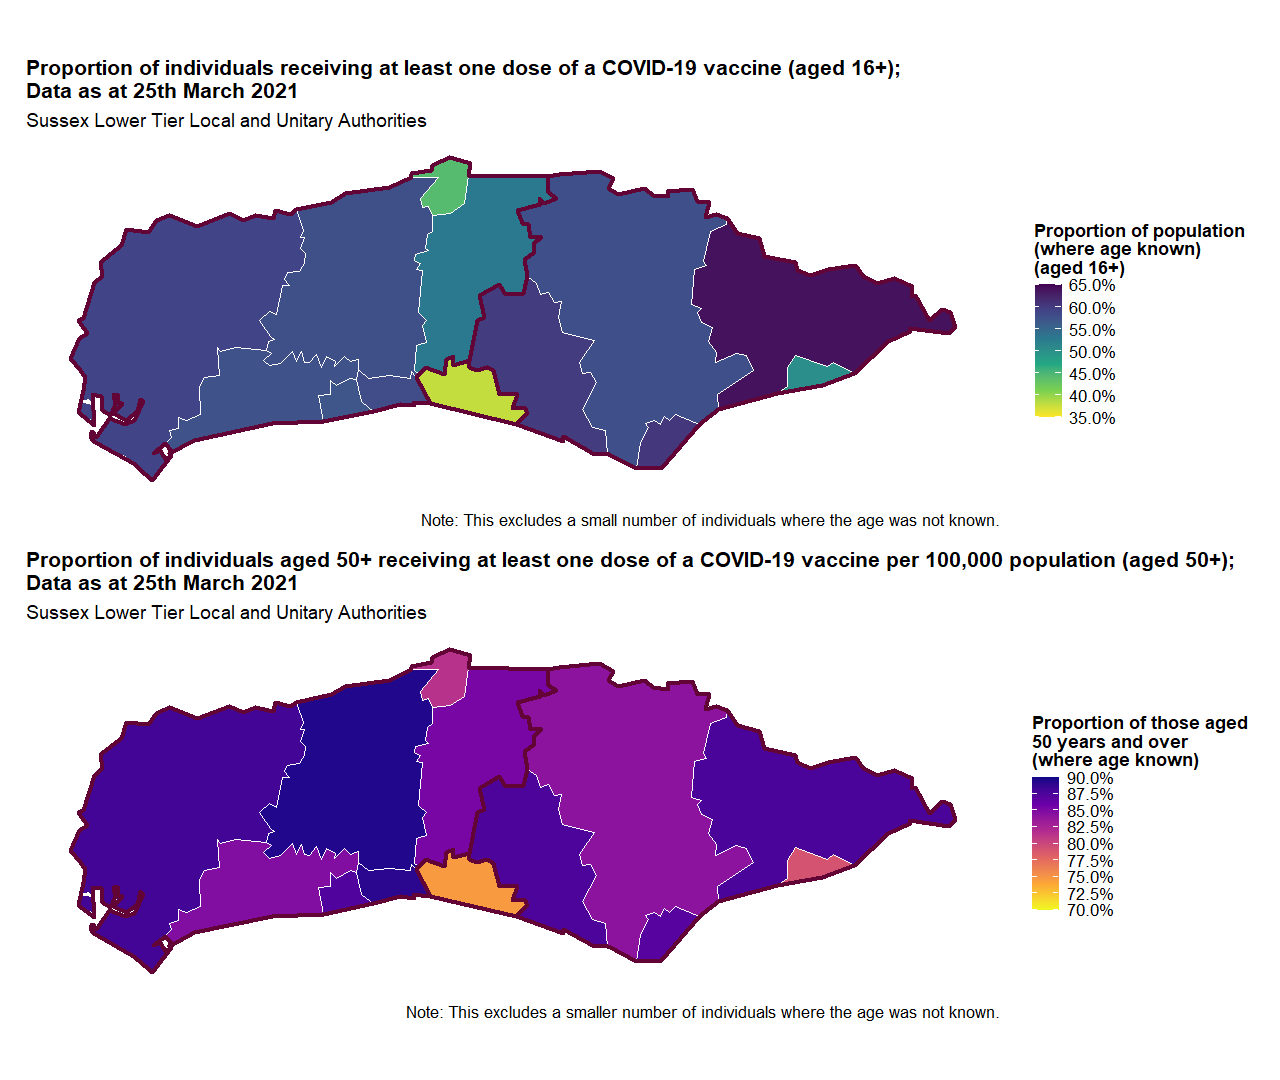 Proportion of individuals receiving at least one dose of a COVID-19 vaccine (aged 16+);
Data as at 25th March 2021
Sussex Lower Tier Local and Unitary Authorities
Proportion of population
(where age known)
(aged 16+)
65.0%
60.0%
55.0%
50.0%
45.0%
40.0%
35.0%
Note: This excludes a small number of individuals where the age was not known.
Proportion of individuals aged 50+ receiving at least one dose of a COVID-19 vaccine per 100,000 population (aged 50+);
Data as at 25th March 2021
Sussex Lower Tier Local and Unitary Authorities
Proportion of those aged
50 years and over
(where age known)
90.0%
87.5%
85.0%
82.5%
80.0%
77.5%
75.0%
72.5%
70.0%
Note: This excludes a smaller number of individuals where the age was not known.